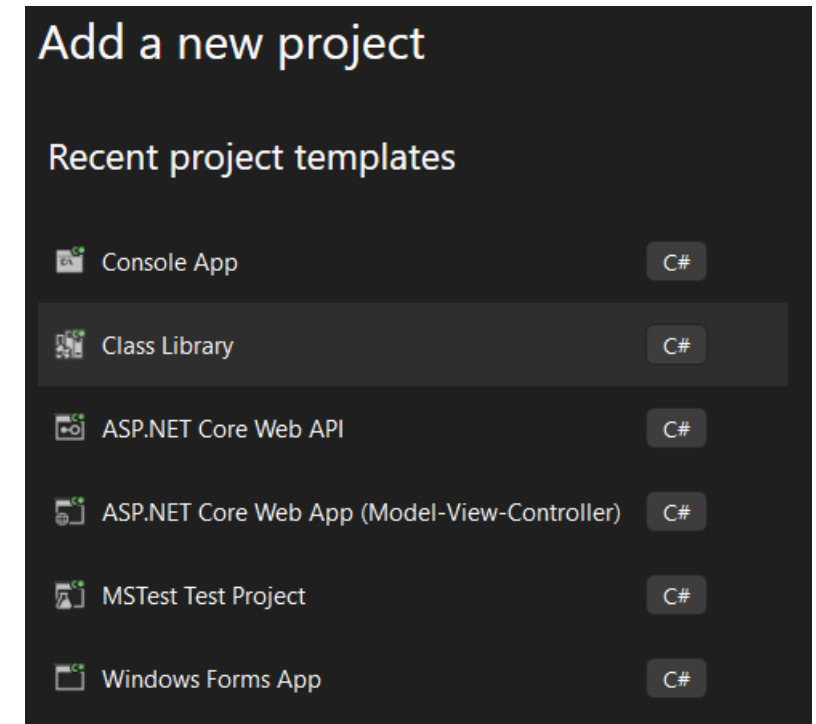 Add a new project
Recent project templates
Console App C#
Class Library C#
ASP.NET Core Web API C#
ASP.NET Core Web App (Model-View-Controller) C#
MSTest Test Project C#
Windows Forms App C#